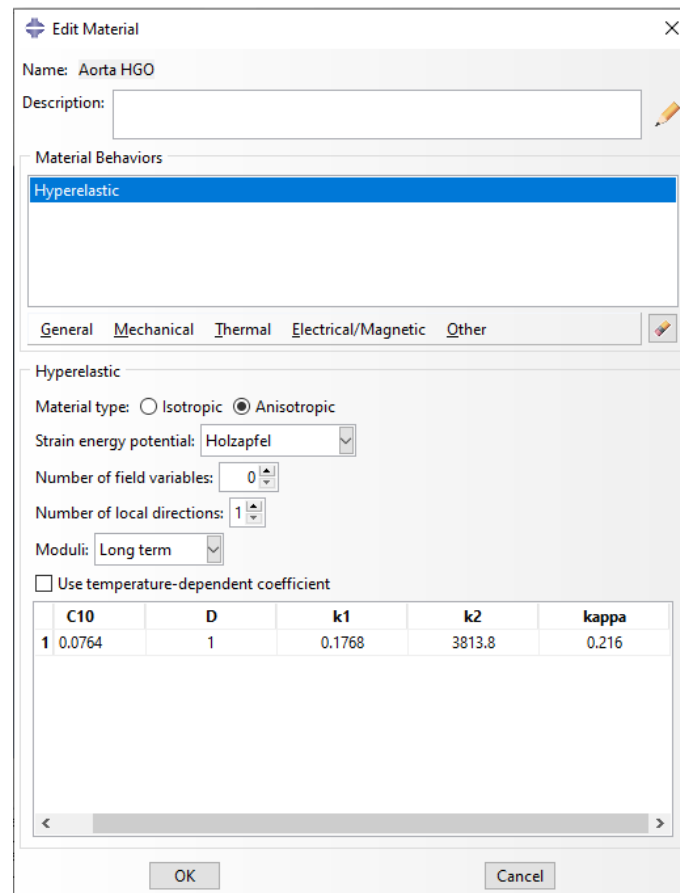 Edit Material
Name: Aorta HGO
Description:
Material Behaviors
Hyperelastic
General Mechanical Thermal Electrical/Magnetic Other
Hyperelastic
Material type: Isotropic Anisotropic
Strain energy potential: Holzapfel
Number of field variables: 0
Number of local directions: 1
Moduli: Long term
Use temperature-dependent coefficient
C10 D k1 k2 kappa
1 0.0764 1 0.1768 3813.8 0.216
OK Cancel